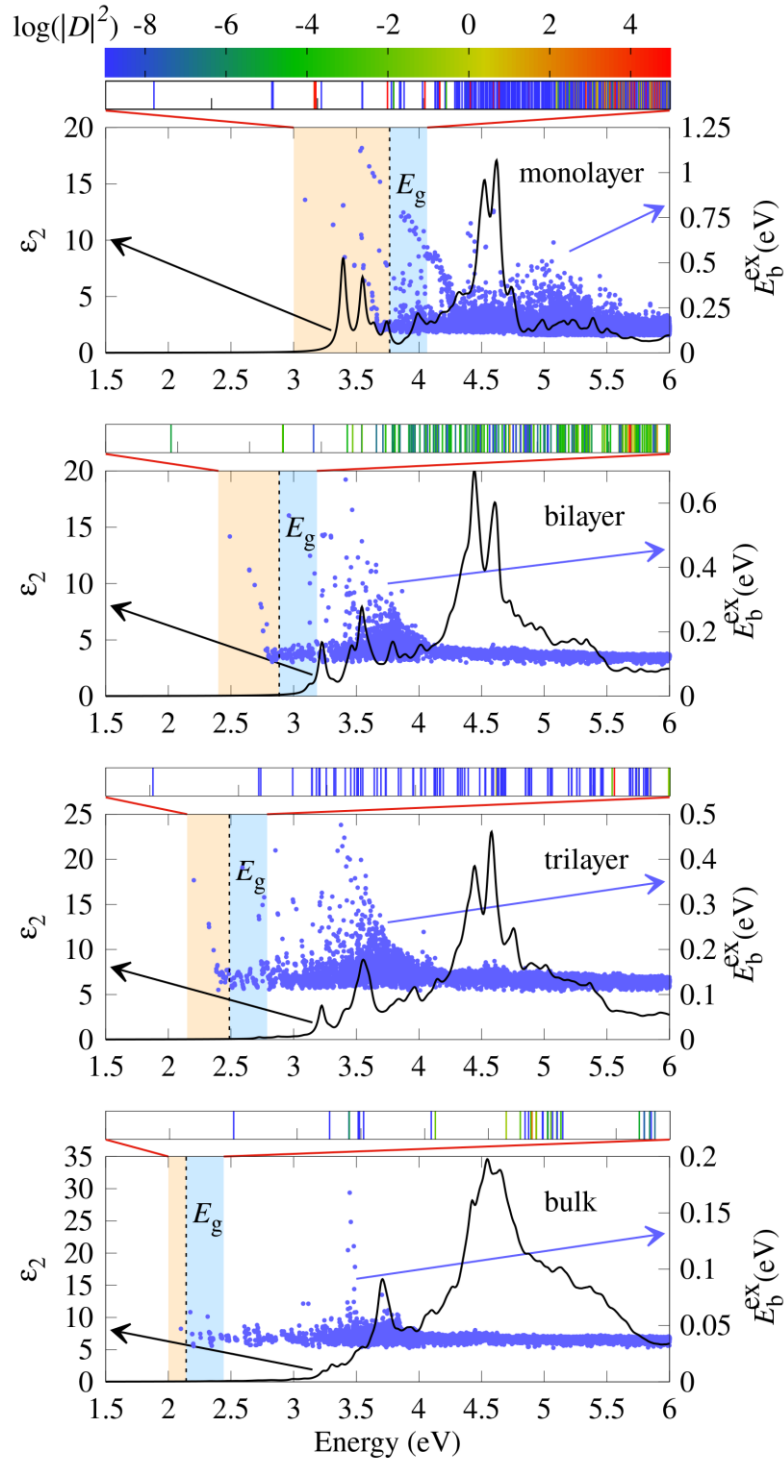 log(|D|²) -8 -6 -4 -2 0 2 4
20 15 10 5 0
ε₂
E_g
monolayer
1.25 1 0.75 0.5 0.25 0
E_b^ex(eV)
1.5 2 2.5 3 3.5 4 4.5 5 5.5 6
20 15 10 5 0
ε₂
E_g
bilayer
0.6 0.4 0.2 0
E_b^ex(eV)
1.5 2 2.5 3 3.5 4 4.5 5 5.5 6
25 20 15 10 5 0
ε₂
E_g
trilayer
0.5 0.4 0.3 0.2 0.1 0
E_b^ex(eV)
1.5 2 2.5 3 3.5 4 4.5 5 5.5 6
35 30 25 20 15 10 5 0
ε₂
E_g
bulk
0.2 0.15 0.1 0.05 0
E_b^ex(eV)
1.5 2 2.5 3 3.5 4 4.5 5 5.5 6
Energy (eV)